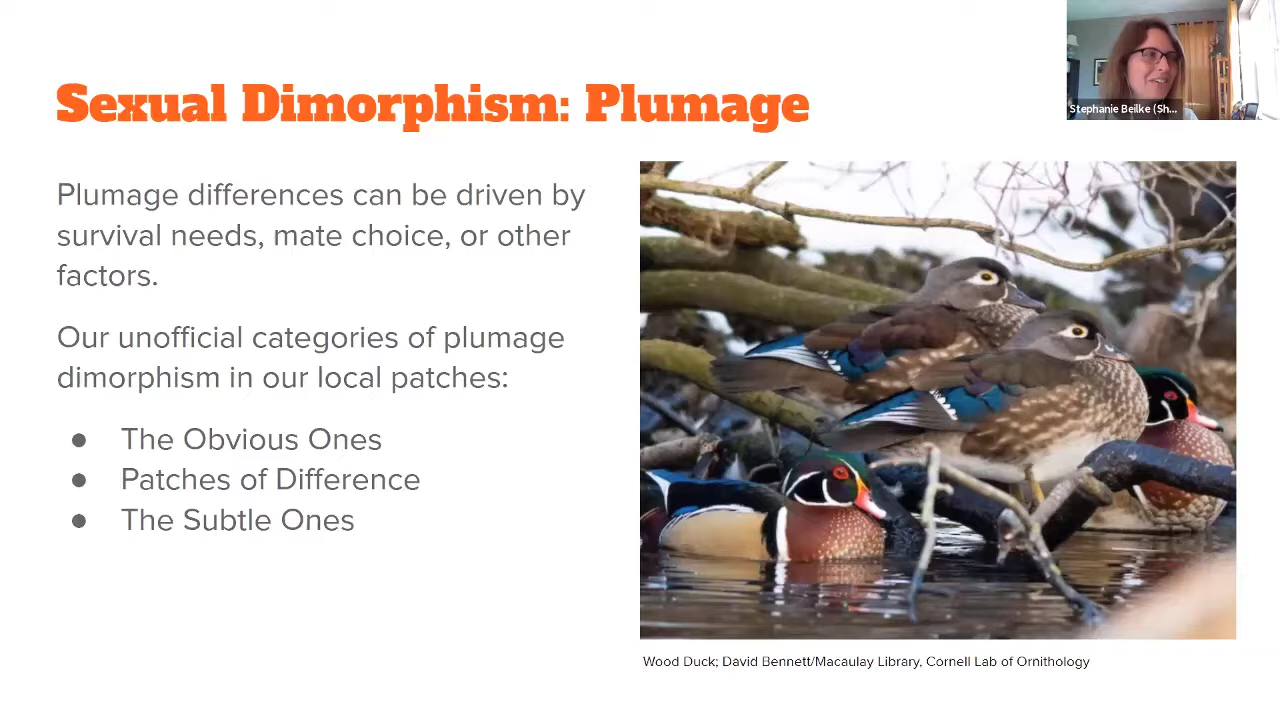 Stephanie Beilke (Sh...
Sexual Dimorphism: Plumage
Plumage differences can be driven by
survival needs, mate choice, or other
factors.
Our unofficial categories of plumage
dimorphism in our local patches:
● The Obvious Ones
● Patches of Difference
● The Subtle Ones
Wood Duck; David Bennett/Macaulay Library, Cornell Lab of Ornithology